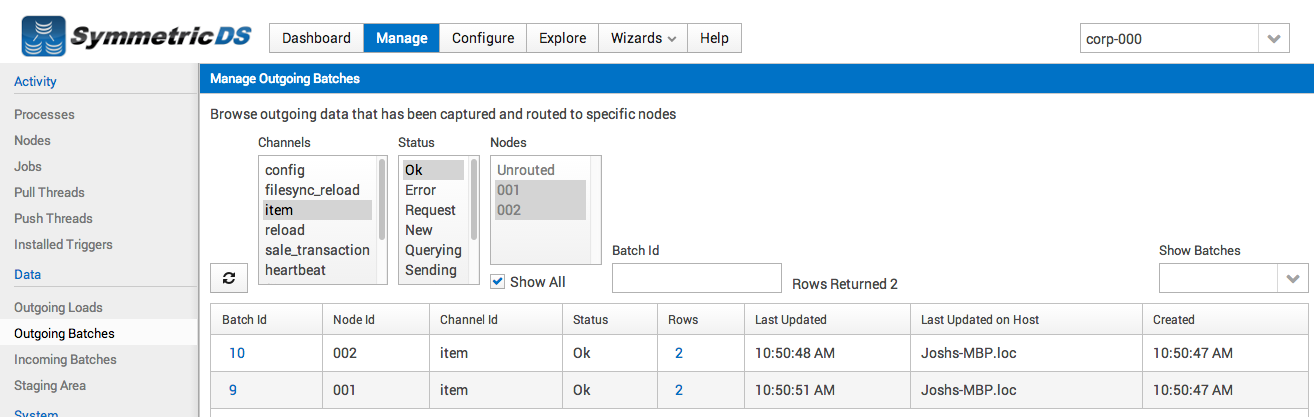 SymmetricDS
Dashboard Manage Configure Explore Wizards Help
corp-000
Activity
Processes
Nodes
Jobs
Pull Threads
Push Threads
Installed Triggers
Data
Outgoing Loads
Outgoing Batches
Incoming Batches
Staging Area
System
Manage Outgoing Batches
Browse outgoing data that has been captured and routed to specific nodes
Channels
config
filesync_reload
item
reload
sale_transaction
heartbeat
Status
Ok
Error
Request
New
Querying
Sending
Nodes
Unrouted
001
002
Show All
Batch Id
Rows Returned 2
Show Batches
Batch Id Node Id Channel Id Status Rows Last Updated Last Updated on Host Created
10 002 item Ok 2 10:50:48 AM Joshs-MBP.loc 10:50:47 AM
9 001 item Ok 2 10:50:51 AM Joshs-MBP.loc 10:50:47 AM